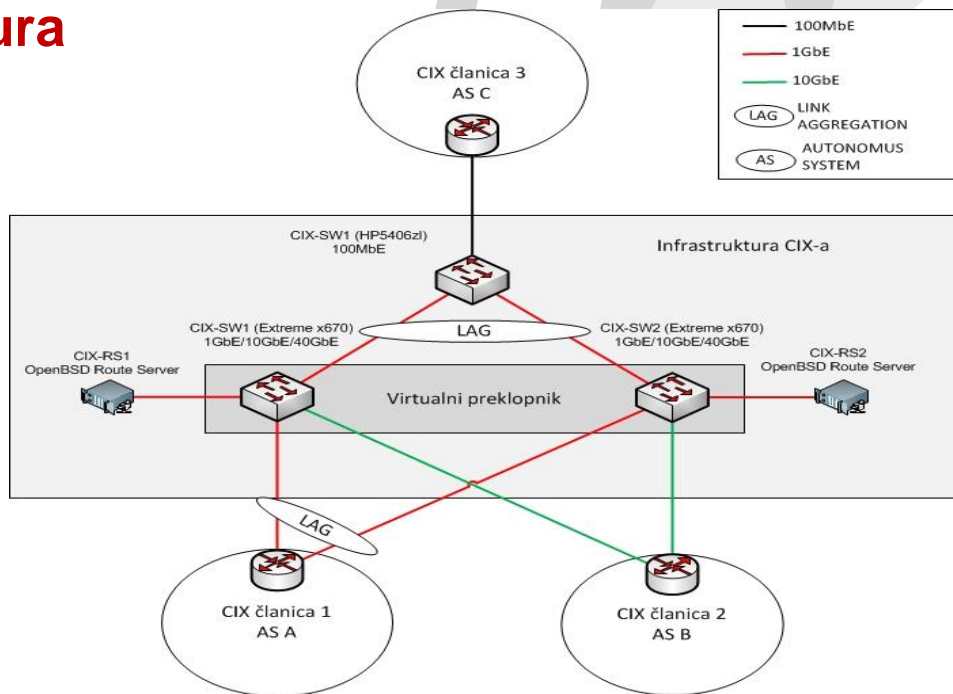 ura
100MbE
1GbE
10GbE
LAG
LINK
AGGREGATION
AS
AUTONOMUS
SYSTEM
CIX članica 3
AS C
CIX-SW1 (HP5406zl)
100MbE
Infrastruktura CIX-a
CIX-SW1 (Extreme x670)
1GbE/10GbE/40GbE
LAG
CIX-SW2 (Extreme x670)
1GbE/10GbE/40GbE
CIX-RS1
OpenBSD Route Server
CIX-RS2
OpenBSD Route Server
Virtualni preklopnik
LAG
CIX članica 1
AS A
CIX članica 2
AS B